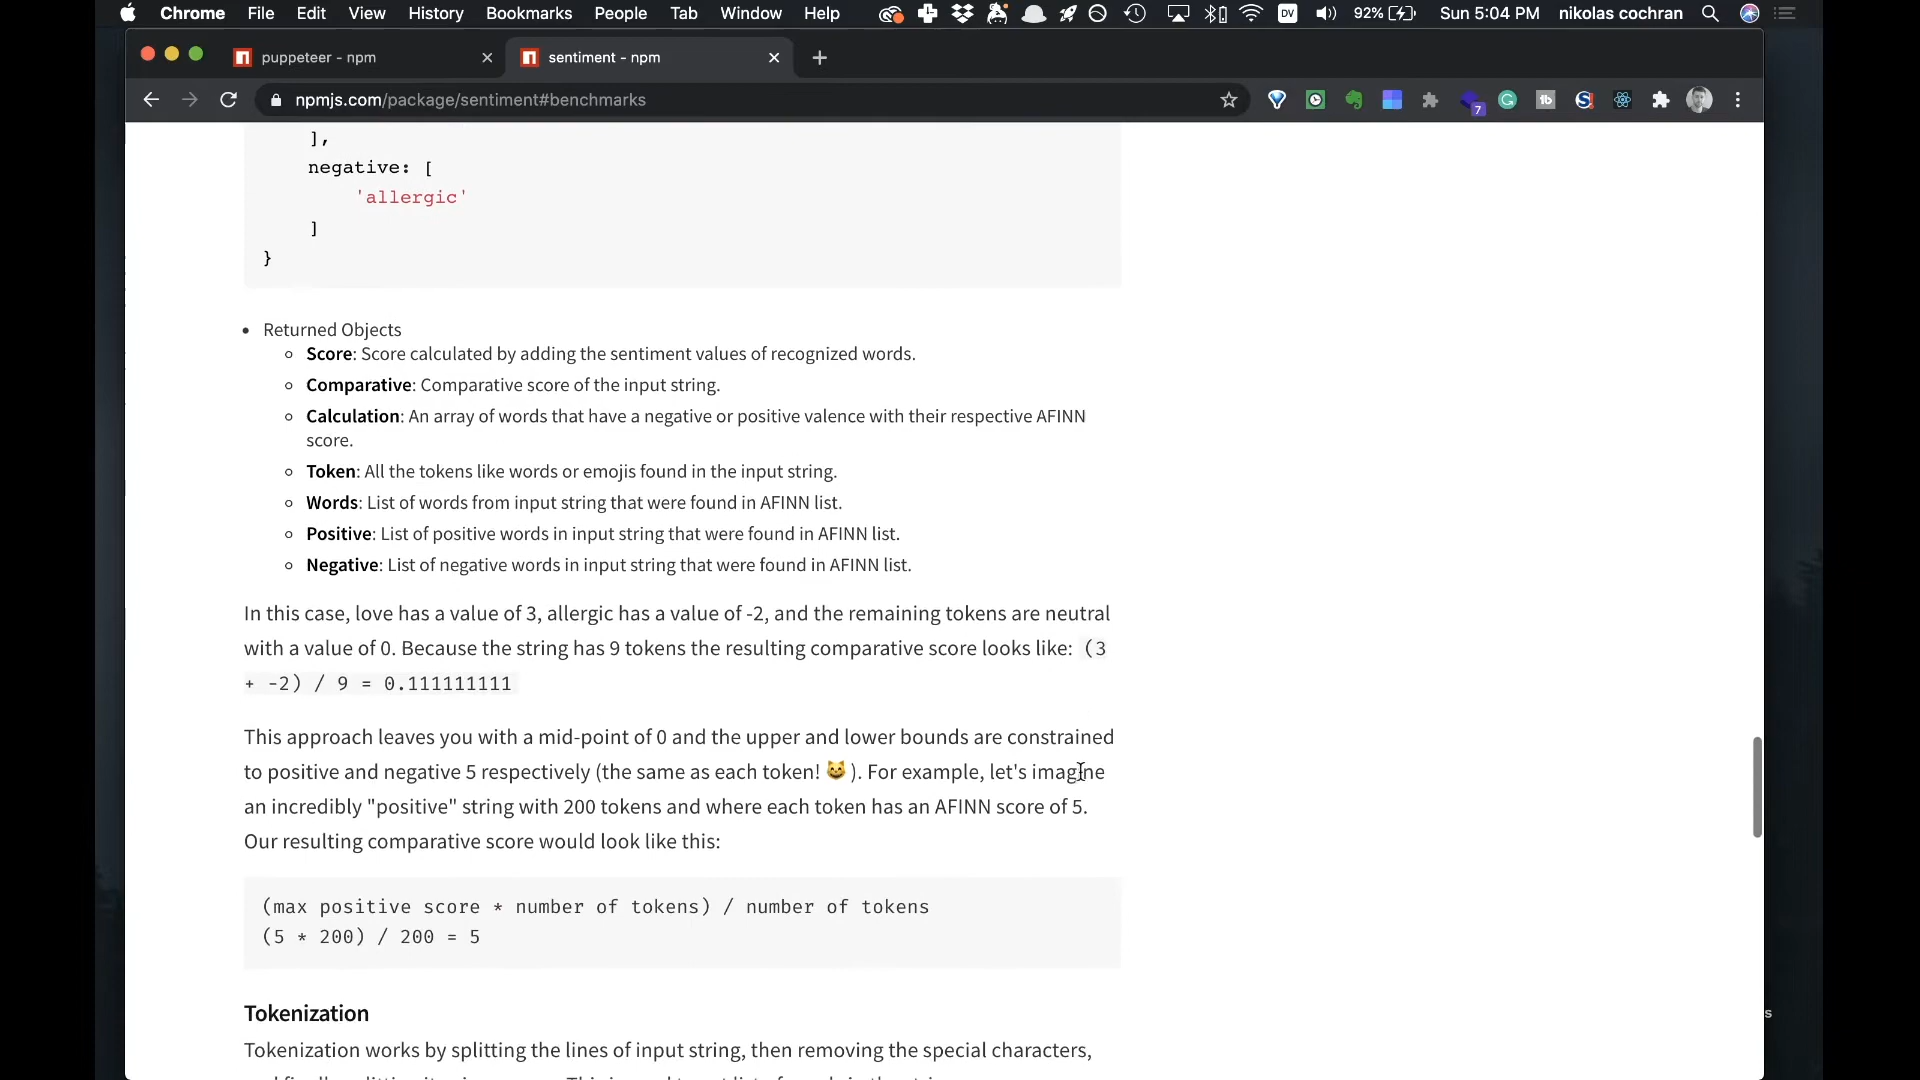 Chrome File Edit View History Bookmarks People Tab Window Help DV 92% Sun 5:04 PM nikolas cochran
puppeteer - npm
sentiment - npm
npmjs.com/package/sentiment#benchmarks
7
],
negative: [
'allergic'
]
}
• Returned Objects
Score: Score calculated by adding the sentiment values of recognized words.
Comparative: Comparative score of the input string.
Calculation: An array of words that have a negative or positive valence with their respective AFINN
score.
Token: All the tokens like words or emojis found in the input string.
Words: List of words from input string that were found in AFINN list.
Positive: List of positive words in input string that were found in AFINN list.
Negative: List of negative words in input string that were found in AFINN list.
In this case, love has a value of 3, allergic has a value of -2, and the remaining tokens are neutral
with a value of 0. Because the string has 9 tokens the resulting comparative score looks like: (3
+ -2) / 9 = 0.111111111
This approach leaves you with a mid-point of 0 and the upper and lower bounds are constrained
to positive and negative 5 respectively (the same as each token! 😸 ). For example, let's imagine
an incredibly "positive" string with 200 tokens and where each token has an AFINN score of 5.
Our resulting comparative score would look like this:
(max positive score * number of tokens) / number of tokens
(5 * 200) / 200 = 5
Tokenization
Tokenization works by splitting the lines of input string, then removing the special characters,